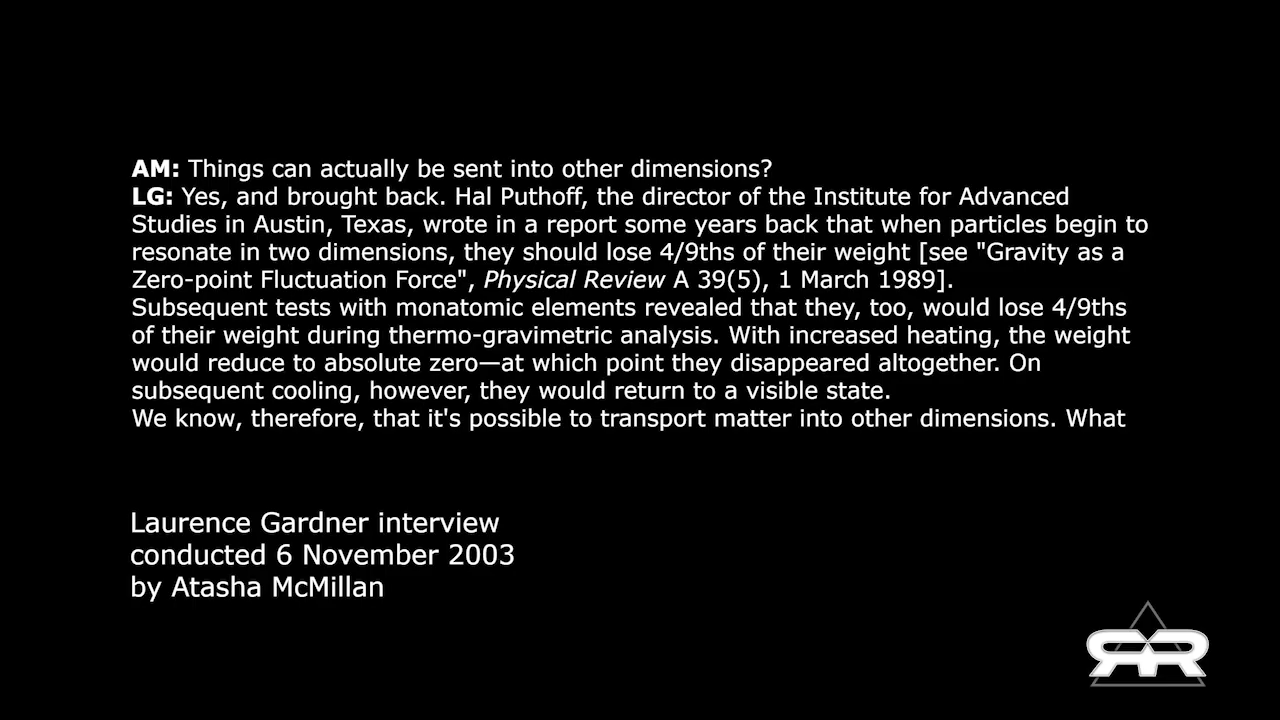 AM: Things can actually be sent into other dimensions?
LG: Yes, and brought back. Hal Puthoff, the director of the Institute for Advanced
Studies in Austin, Texas, wrote in a report some years back that when particles begin to
resonate in two dimensions, they should lose 4/9ths of their weight [see "Gravity as a
Zero-point Fluctuation Force", Physical Review A 39(5), 1 March 1989].
Subsequent tests with monatomic elements revealed that they, too, would lose 4/9ths
of their weight during thermo-gravimetric analysis. With increased heating, the weight
would reduce to absolute zero—at which point they disappeared altogether. On
subsequent cooling, however, they would return to a visible state.
We know, therefore, that it's possible to transport matter into other dimensions. What
Laurence Gardner interview
conducted 6 November 2003
by Atasha McMillan
RR